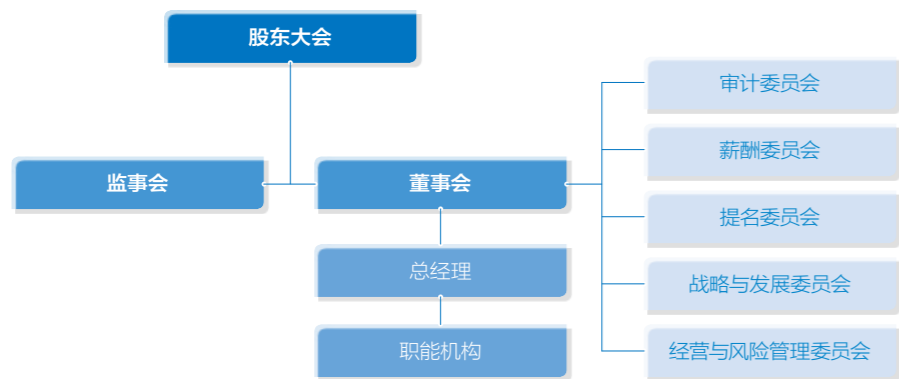 股东大会
监事会
董事会
总经理
职能机构
审计委员会
薪酬委员会
提名委员会
战略与发展委员会
经营与风险管理委员会